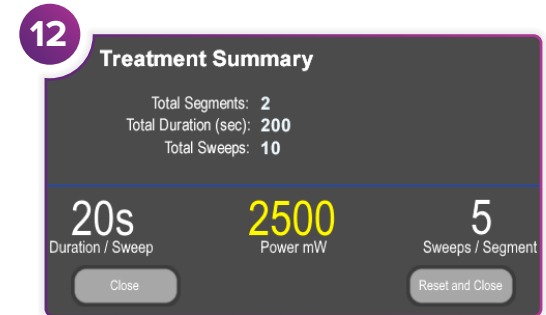 12
Treatment Summary
Total Segments: 2
Total Duration (sec): 200
Total Sweeps: 10
20s 2500 5
Duration / Sweep Power mW Sweeps / Segment
Close Reset and Close